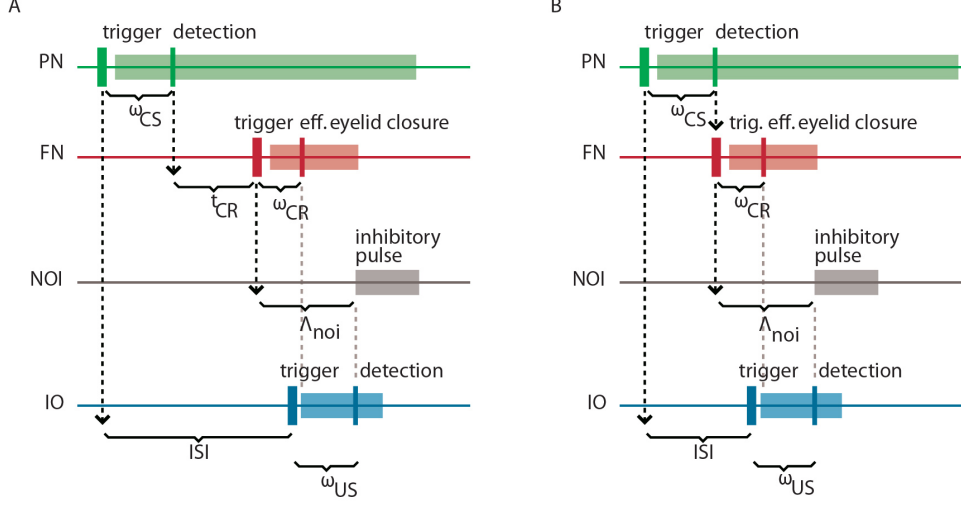 A
trigger detection
PN
ωCS
trigger eff. eyelid closure
FN
tCR
ωCR
inhibitory
pulse
NOI
Λnoi
trigger detection
IO
ISI
ωUS
B
trigger detection
PN
ωCS
trig. eff. eyelid closure
FN
ωCR
inhibitory
pulse
NOI
Λnoi
trigger detection
IO
ISI
ωUS